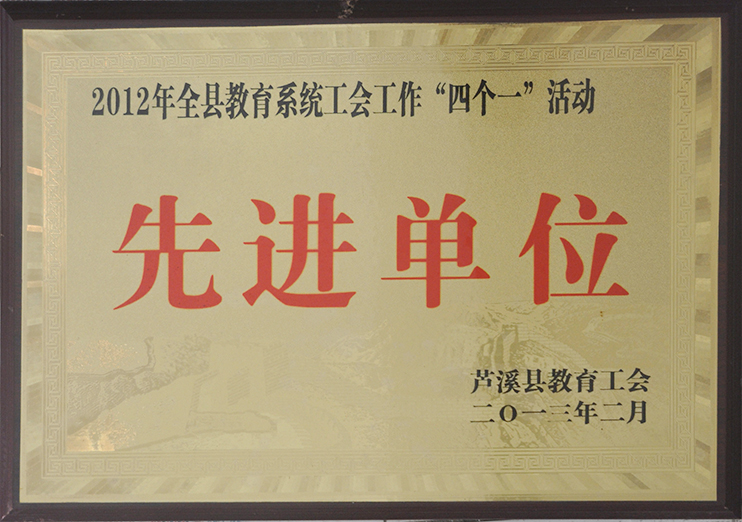 2012年全县教育系统工会工作“四个一”活动
先进单位
芦溪县教育工会
二〇一三年二月